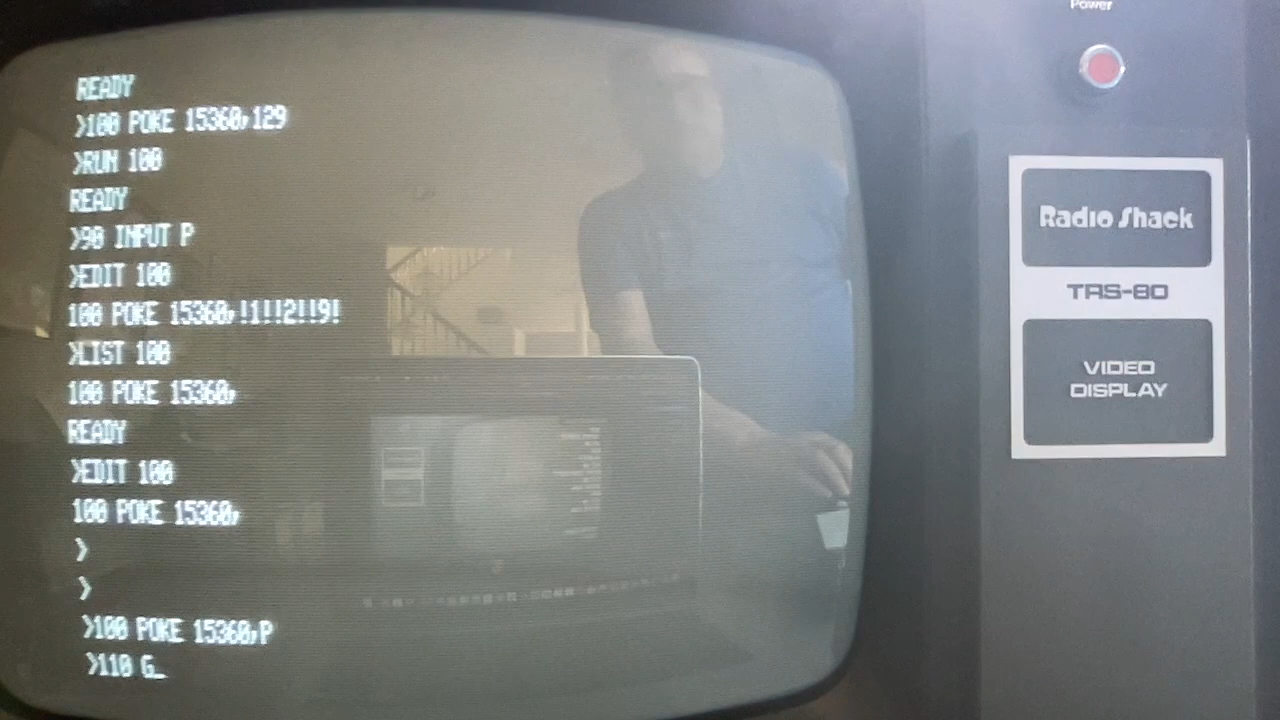 READY
>100 POKE 15360,129
>RUN 100
READY
>90 INPUT P
>EDIT 100
100 POKE 15360,!1!!2!!9!
>LIST 100
100 POKE 15360,
READY
>EDIT 100
100 POKE 15360,
>
>
>100 POKE 15360,P
>110 G_
Power
Radio Shack
TRS-80
VIDEO
DISPLAY